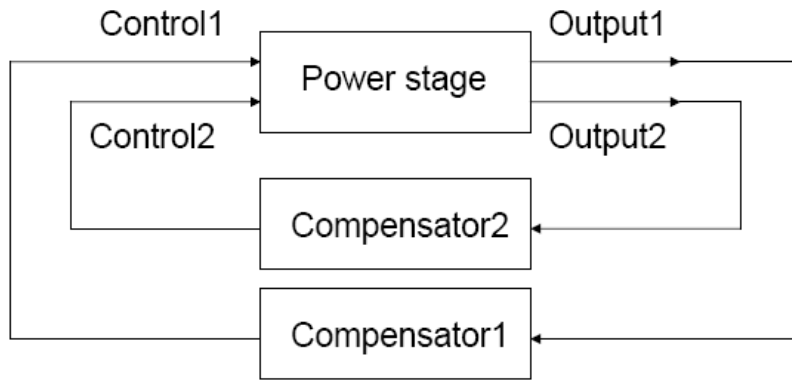 Control1
Output1
Power stage
Control2
Output2
Compensator2
Compensator1